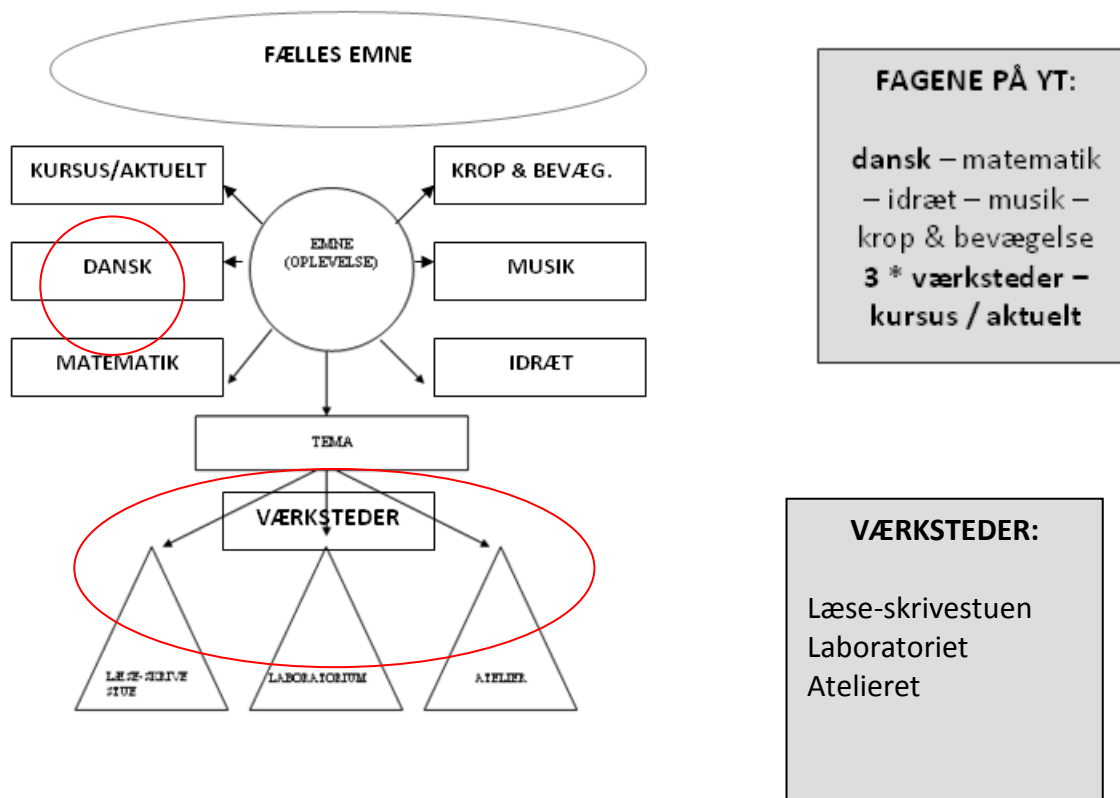 FÆLLES EMNE
KURSUS/AKTUELT
KROP & BEVÆG.
EMNE
(OPLEVELSE)
DANSK
MUSIK
MATEMATIK
IDRÆT
TEMA
VÆRKSTEDER
LÆSE-SKRIVE
STUE
LABORATORIUM
ATELIER
FAGENE PÅ YT:
dansk – matematik
– idræt – musik –
krop & bevægelse
3 * værksteder –
kursus / aktuelt
VÆRKSTEDER:
Læse-skrivestuen
Laboratoriet
Atelieret